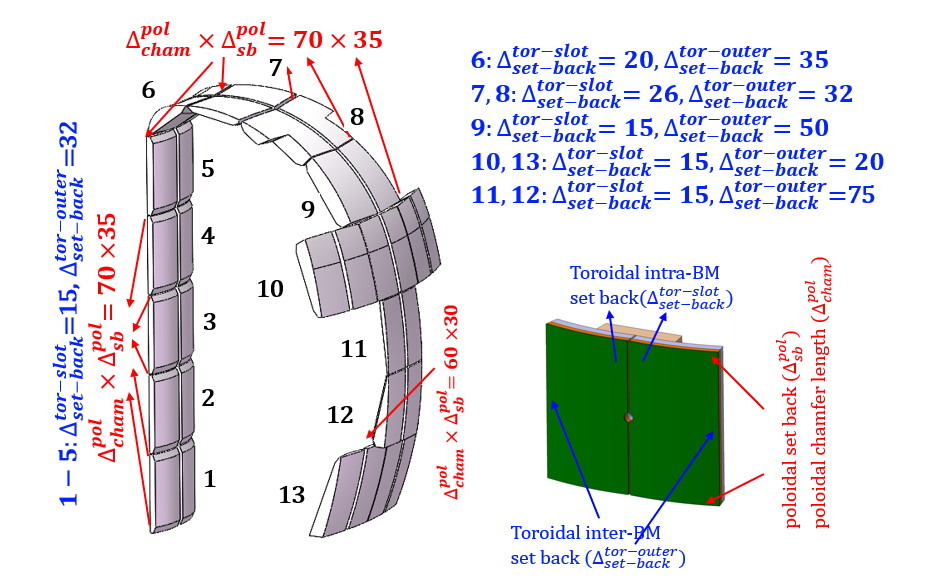 Δ^{pol}_{cham} × Δ^{pol}_{sb} = 70 × 35
6: Δ^{tor−slot}_{set−back} = 20, Δ^{tor−outer}_{set−back} = 35
7, 8: Δ^{tor−slot}_{set−back} = 26, Δ^{tor−outer}_{set−back} = 32
9: Δ^{tor−slot}_{set−back} = 15, Δ^{tor−outer}_{set−back} = 50
10, 13: Δ^{tor−slot}_{set−back} = 15, Δ^{tor−outer}_{set−back} = 20
11, 12: Δ^{tor−slot}_{set−back} = 15, Δ^{tor−outer}_{set−back} =75
1 − 5: Δ^{tor−slot}_{set−back} =15, Δ^{tor−outer}_{set−back} =32
Δ^{pol}_{cham} × Δ^{pol}_{sb} = 70 ×35
6
7
8
5
4
9
10
3
11
2
12
1
13
Δ^{pol}_{cham} × Δ^{pol}_{sb} = 60 ×30
Toroidal intra-BM
set back(Δ^{tor−slot}_{set−back})
poloidal set back (Δ^{pol}_{sb})
poloidal chamfer length (Δ^{pol}_{cham})
Toroidal inter-BM
set back (Δ^{tor−outer}_{set−back})